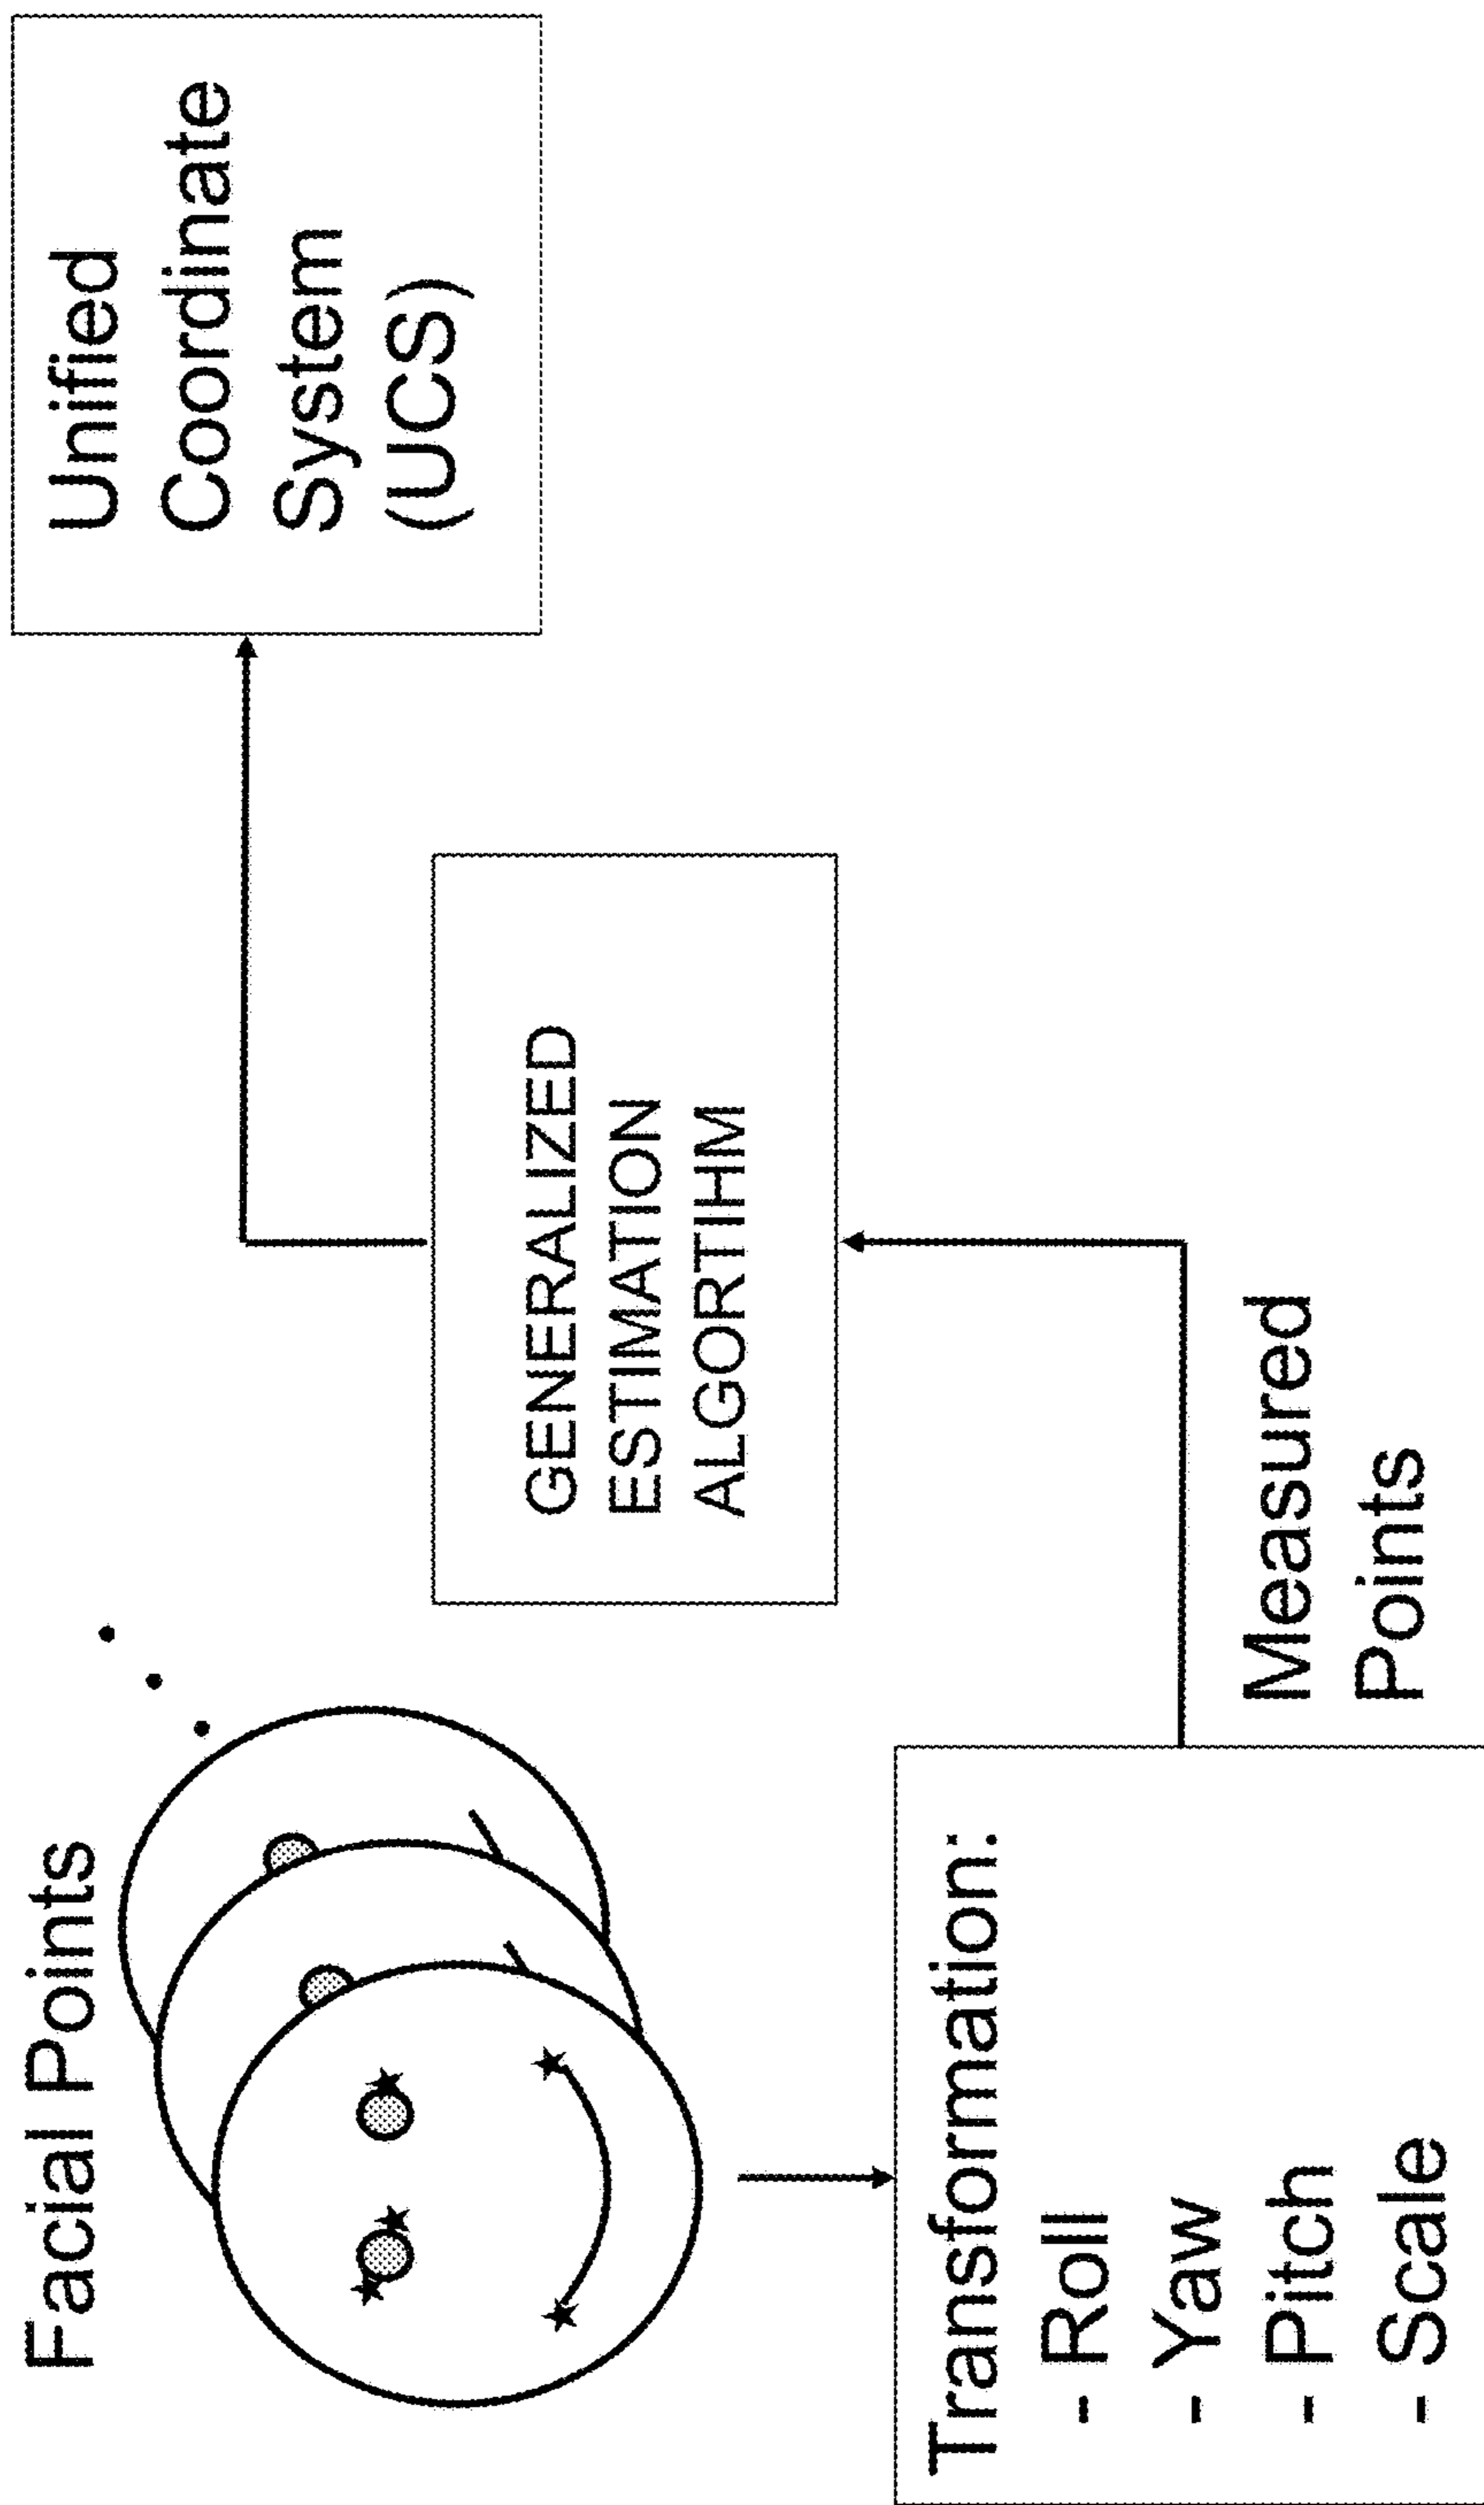 Facial Points
Transformation:
- Roll
- Yaw
- Pitch
- Scale
Measured
Points
GENERALIZED
ESTIMATION
ALGORTIHM
Unified
Coordinate
System
(UCS)